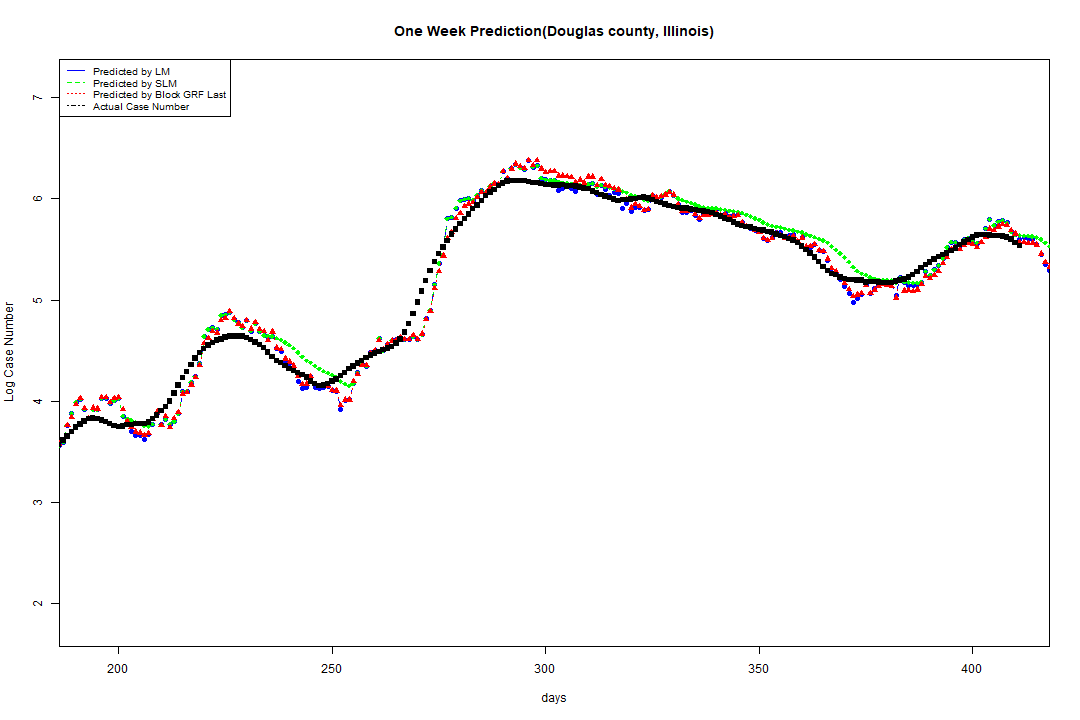 One Week Prediction(Douglas county, Illinois)
Predicted by LM
Predicted by SLM
Predicted by Block GRF Last
Actual Case Number
7
6
5
4
3
2
Log Case Number
200 250 300 350 400
days